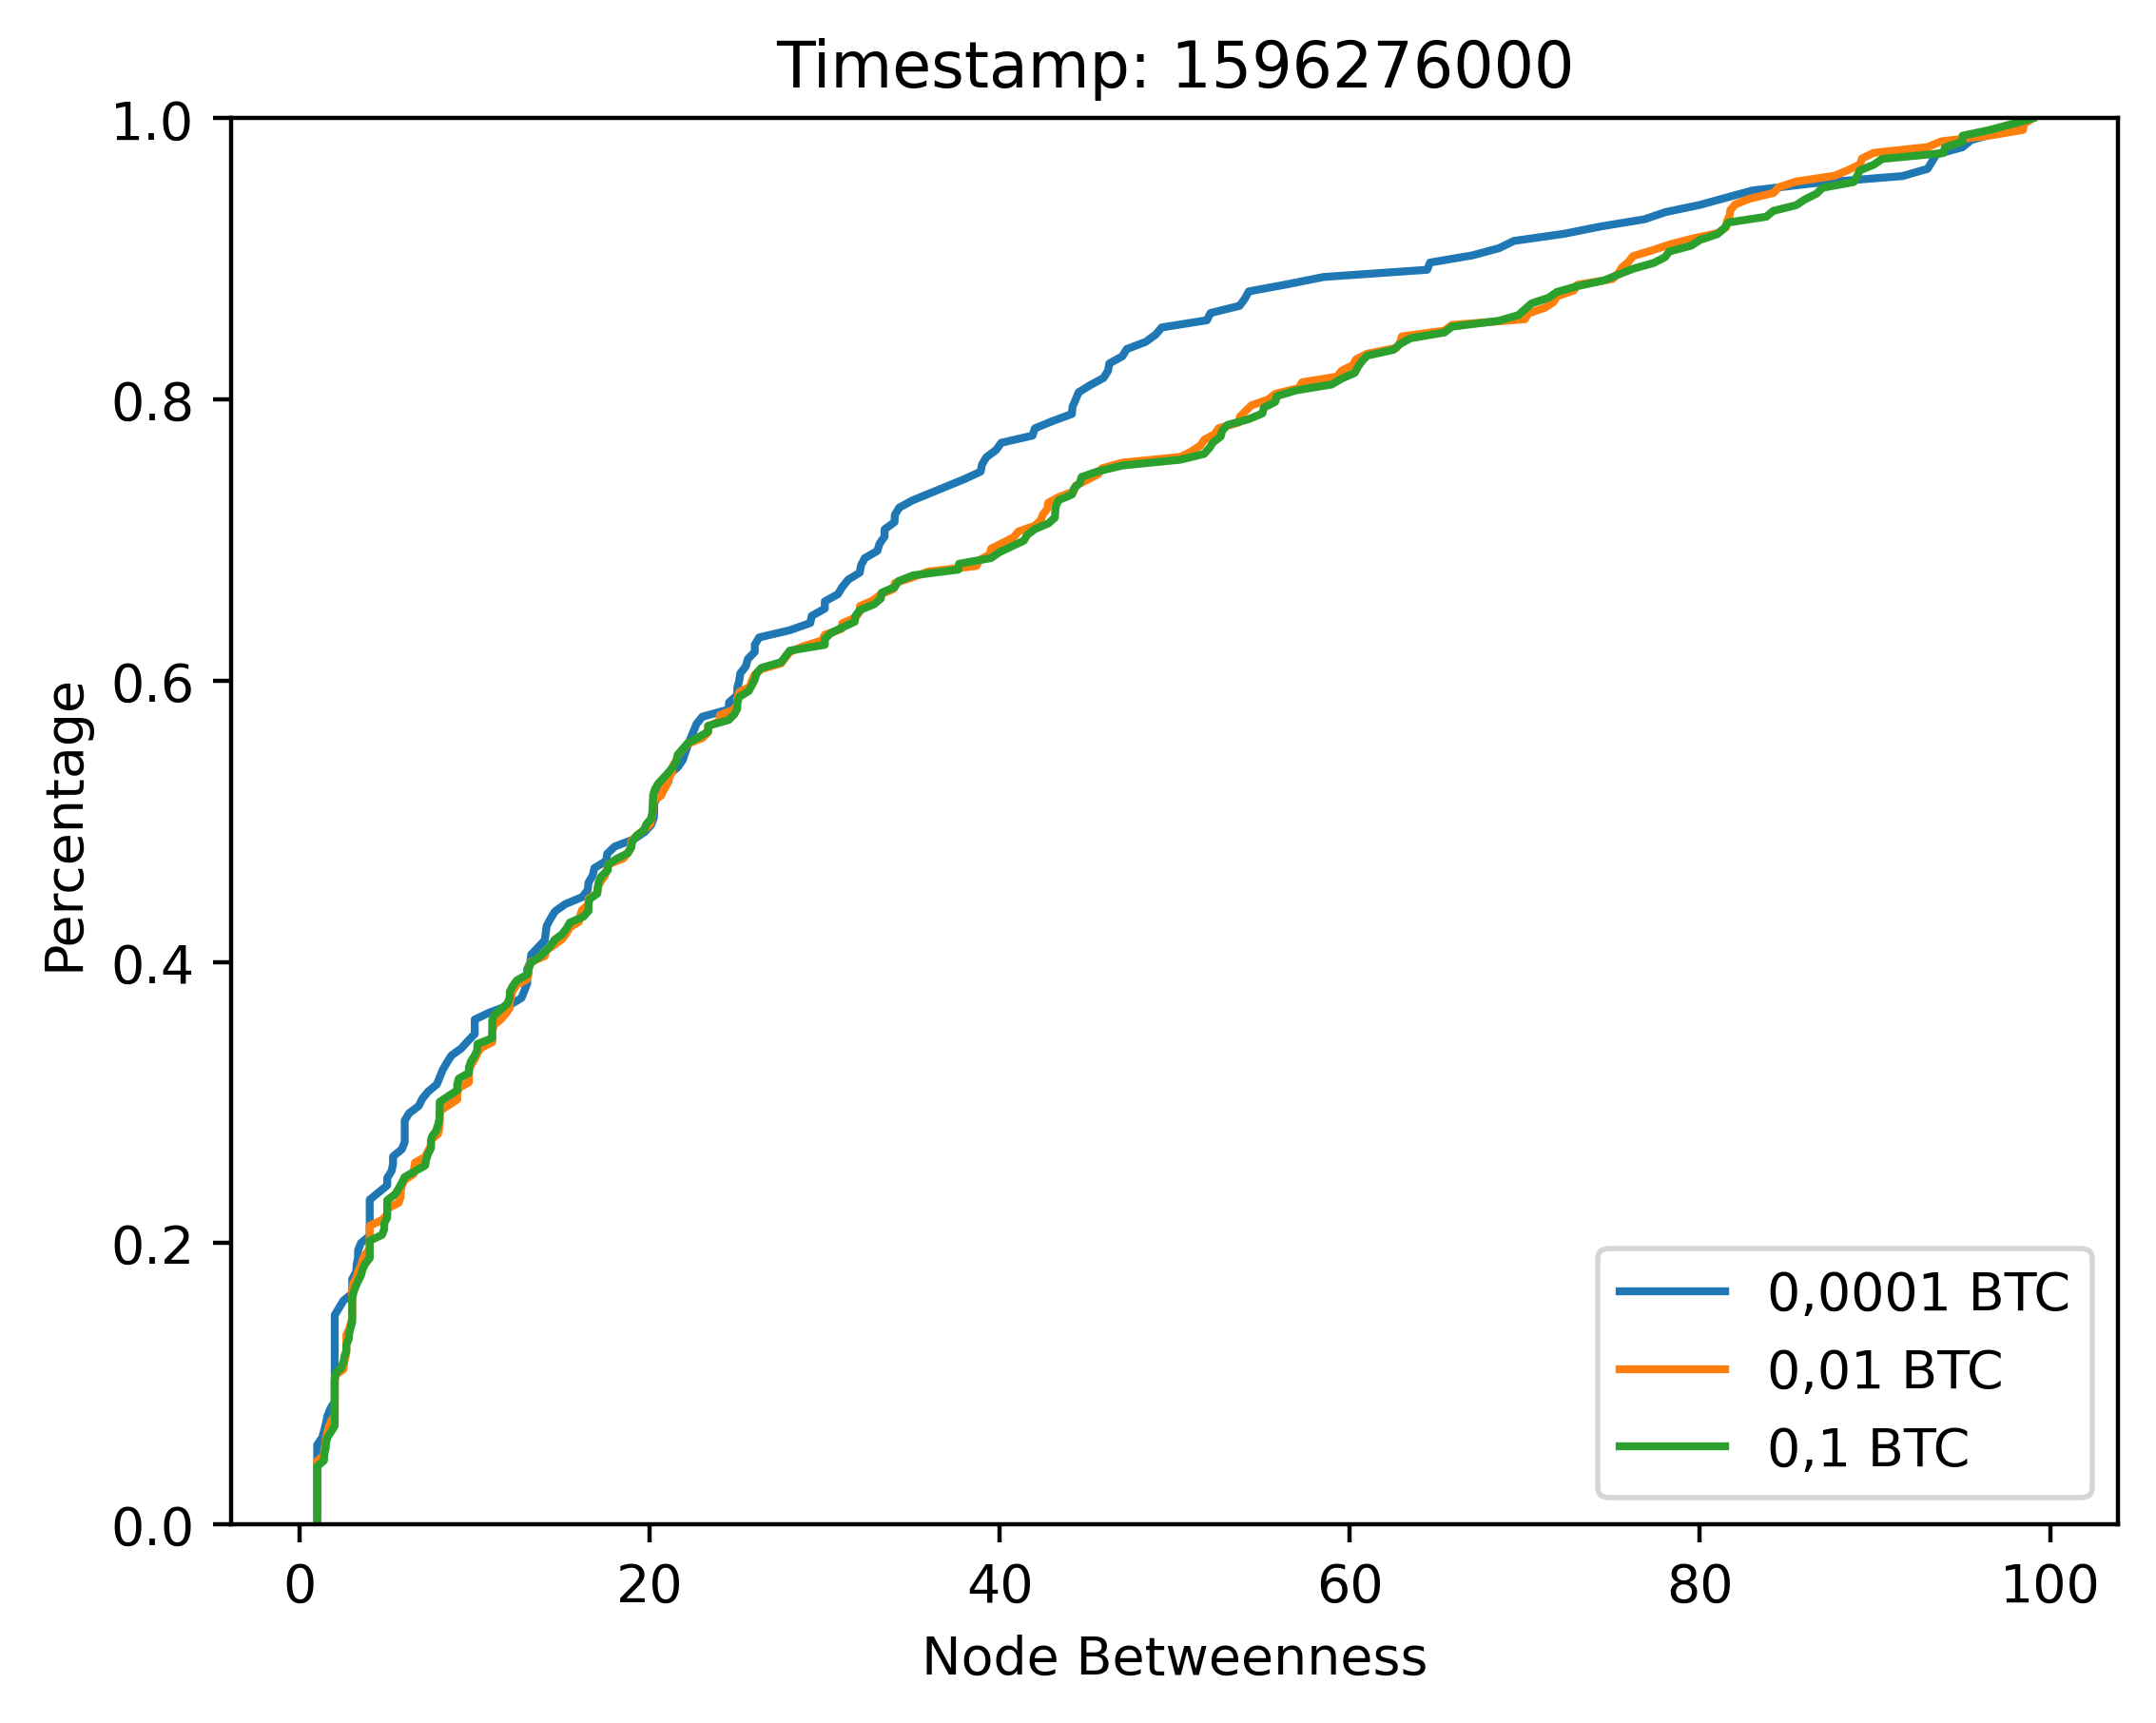 Timestamp: 1596276000
1.0
0.8
0.6
0.4
0.2
0.0
Percentage
0,0001 BTC
0,01 BTC
0,1 BTC
0 20 40 60 80 100
Node Betweenness